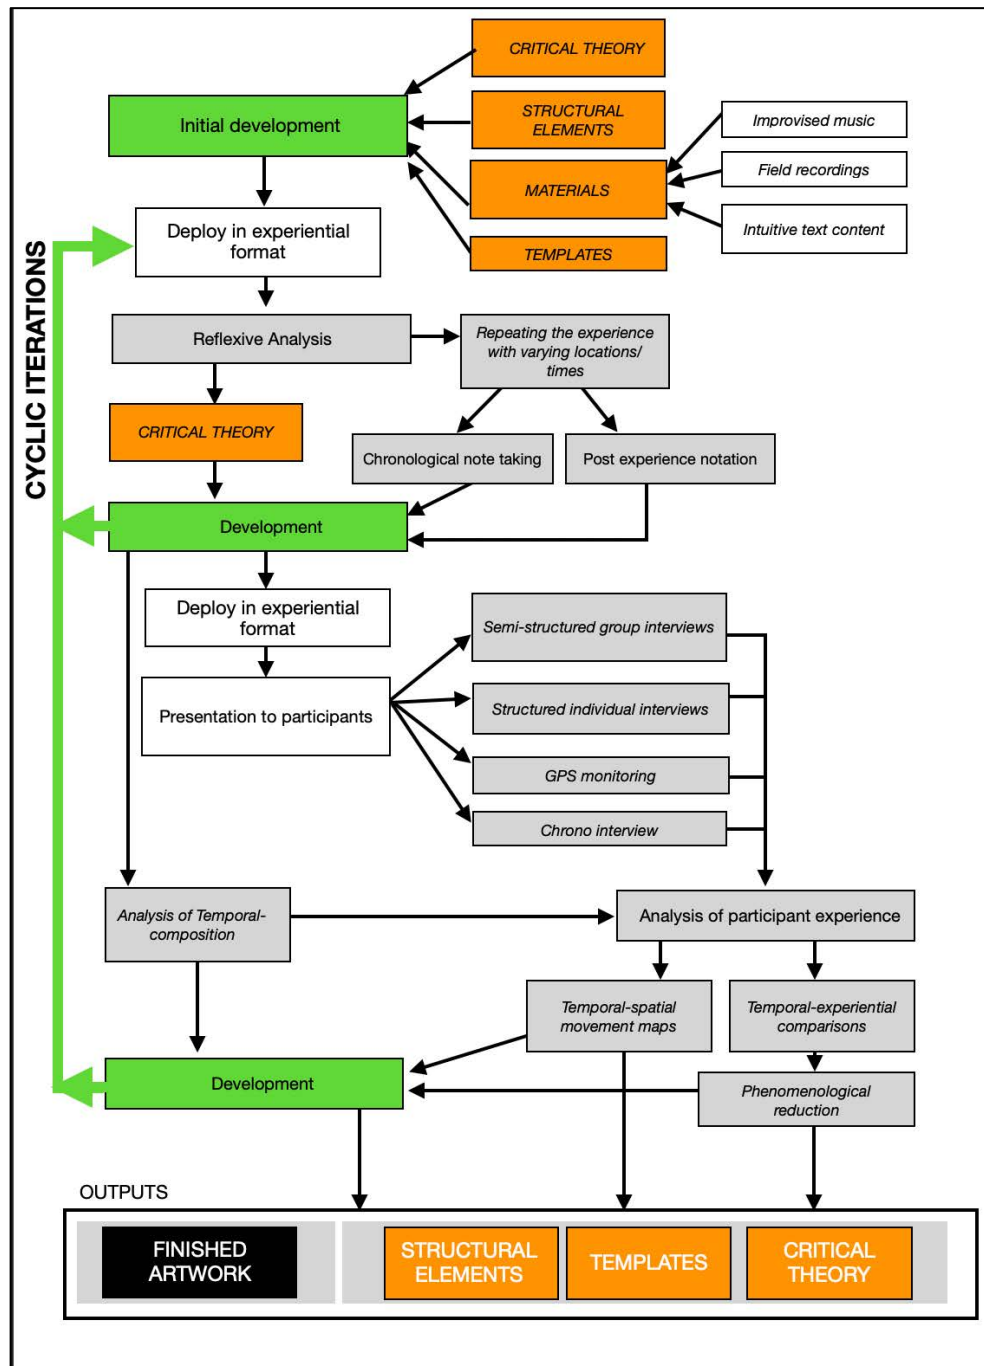 CRITICAL THEORY
Initial development
STRUCTURAL
ELEMENTS
Improvised music
MATERIALS
Field recordings
Intuitive text content
TEMPLATES
Deploy in experiential
format
CYCLIC ITERATIONS
Reflexive Analysis
Repeating the experience
with varying locations/
times
CRITICAL THEORY
Chronological note taking
Post experience notation
Development
Deploy in experiential
format
Semi-structured group interviews
Presentation to participants
Structured individual interviews
GPS monitoring
Chrono interview
Analysis of Temporal-
composition
Analysis of participant experience
Temporal-spatial
movement maps
Temporal-experiential
comparisons
Development
Phenomenological
reduction
OUTPUTS
FINISHED
ARTWORK
STRUCTURAL
ELEMENTS
TEMPLATES
CRITICAL
THEORY